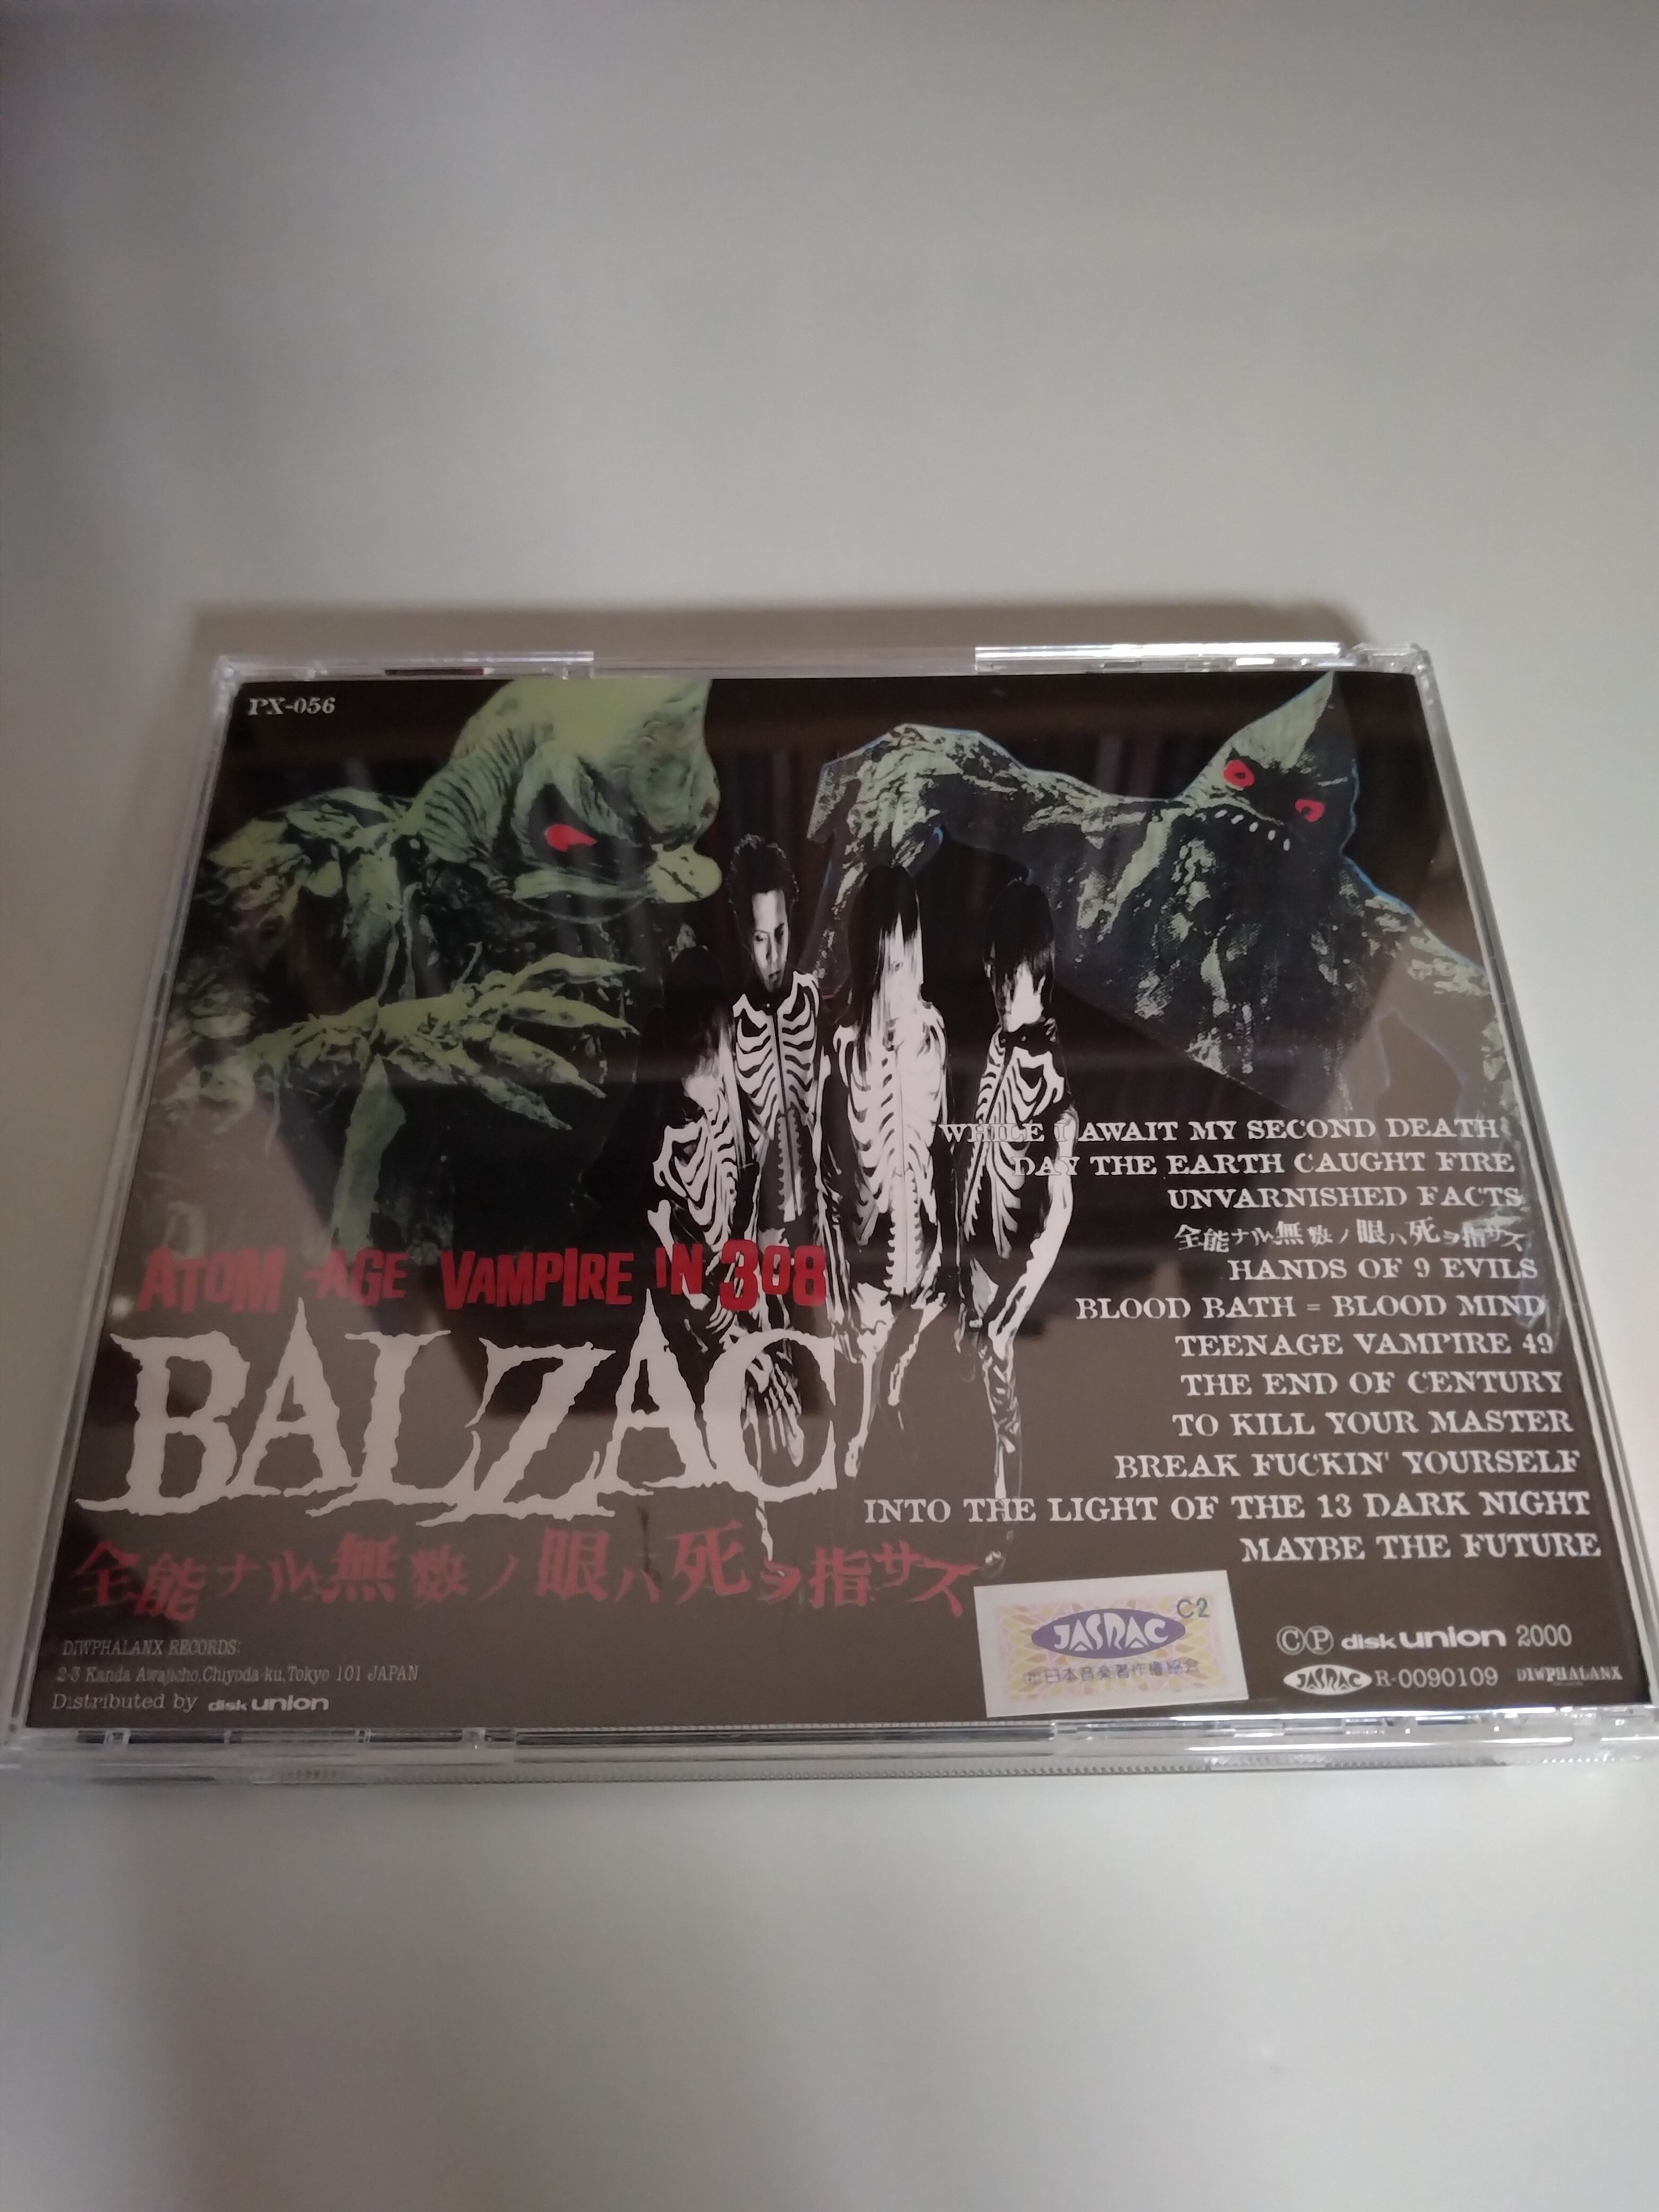 PX-056
WHILE I AWAIT MY SECOND DEATH
DAY THE EARTH CAUGHT FIRE
UNVARNISHED FACTS
全能ナル無数ノ眼ハ死ヲ指サス
HANDS OF 9 EVILS
BLOOD BATH = BLOOD MIND
TEENAGE VAMPIRE 49
THE END OF CENTURY
TO KILL YOUR MASTER
BREAK FUCKIN' YOURSELF
INTO THE LIGHT OF THE 13 DARK NIGHT
MAYBE THE FUTURE
ATOM-AGE VAMPIRE IN 308
BALZAC
全能ナル無数ノ眼ハ死ヲ指サス
DIWPHALANX RECORDS:
2-3 Kanda Awajicho,Chiyoda-ku,Tokyo 101 JAPAN
Distributed by disk union
C2
JASRAC
日本音楽著作権協会
©℗ disk union 2000
JASRAC R-0090109 DIWPHALANX